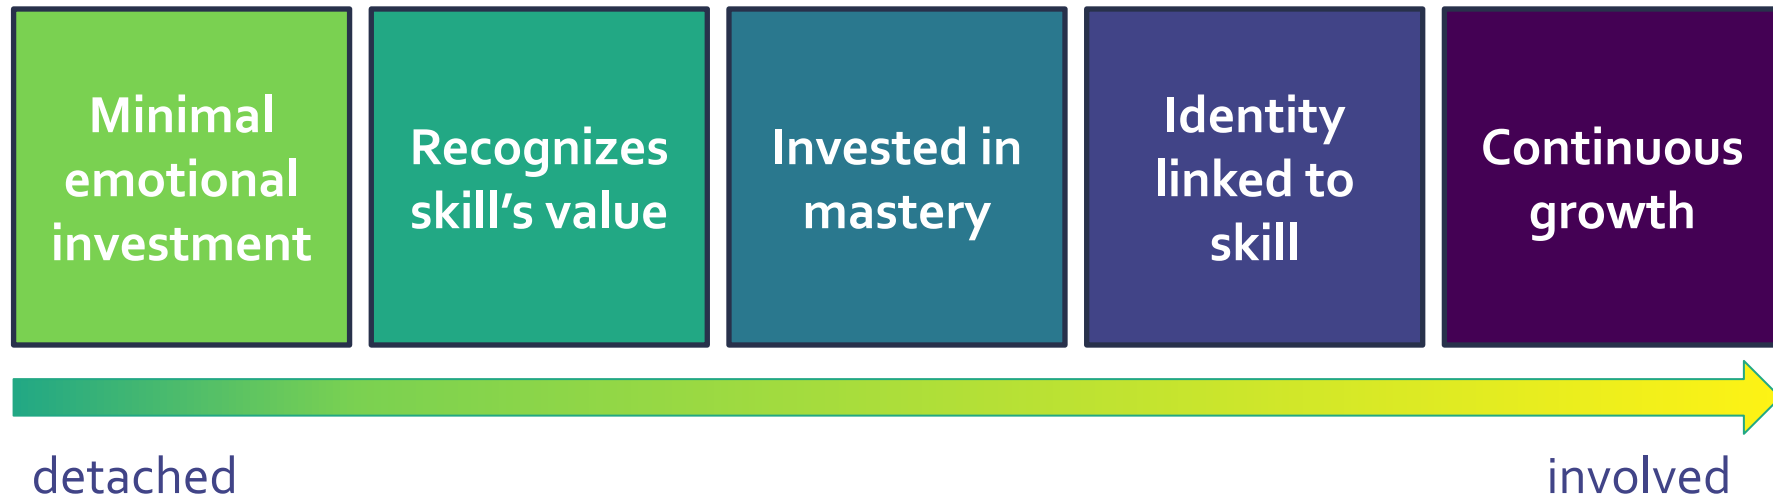 Minimal
emotional
investment
Recognizes
skill’s value
Invested in
mastery
Identity
linked to
skill
Continuous
growth
detached
involved